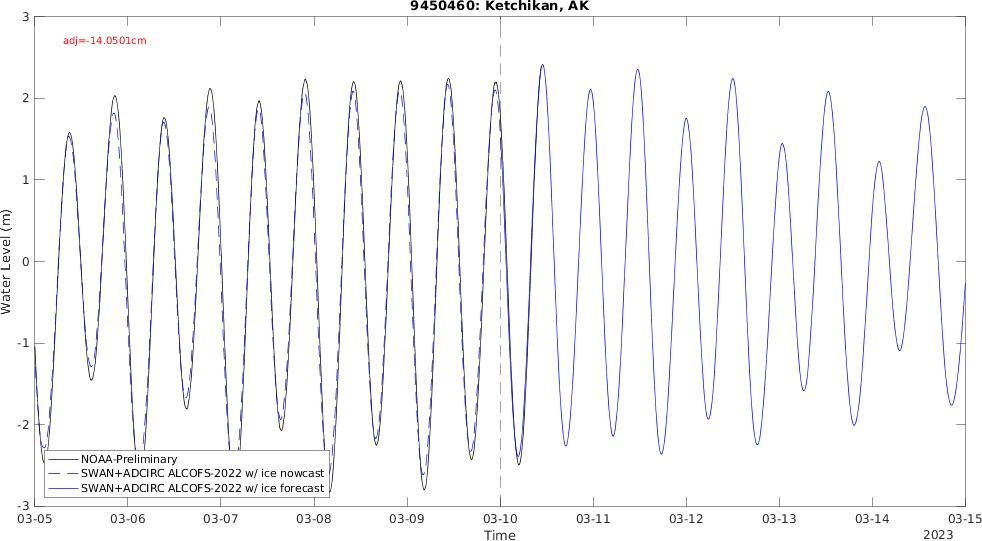 9450460: Ketchikan, AK
adj=-14.0501cm
3
2
1
0
-1
-2
-3
Water Level (m)
NOAA-Preliminary
SWAN+ADCIRC ALCOFS-2022 w/ ice nowcast
SWAN+ADCIRC ALCOFS-2022 w/ ice forecast
03-05 03-06 03-07 03-08 03-09 03-10 03-11 03-12 03-13 03-14 03-15
Time
2023